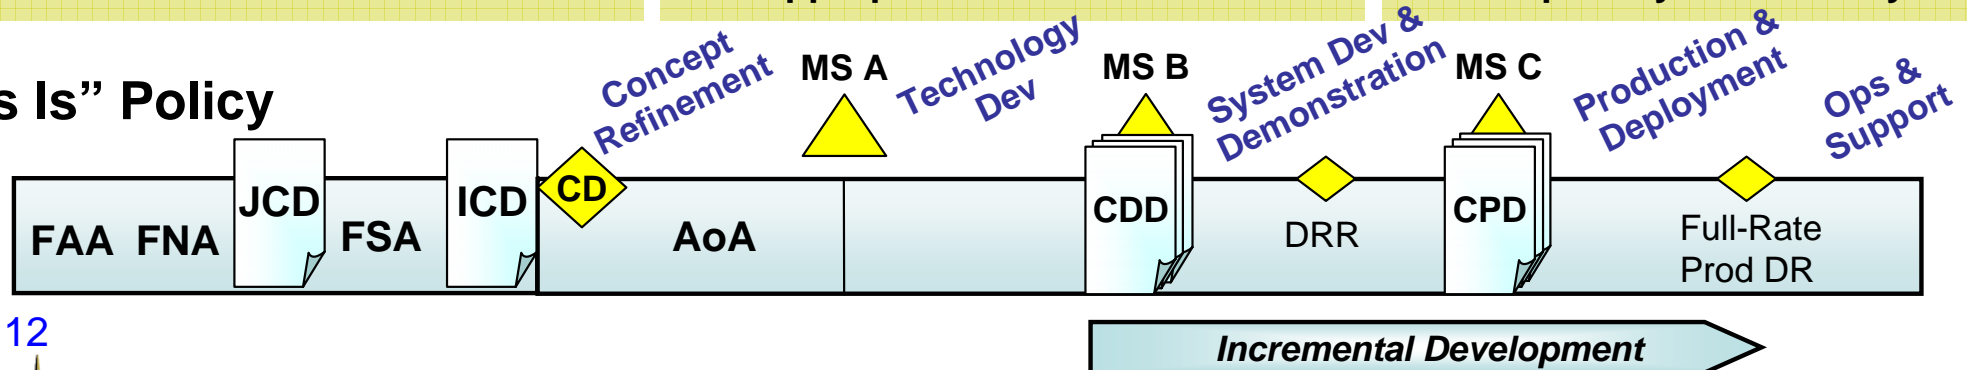 s Is” Policy
Concept
Refinement
MS A
Technology
Dev
MS B
System Dev &
Demonstration
MS C
Production &
Deployment
Ops &
Support
FAA FNA
JCD
FSA
ICD
CD
AoA
CDD
DRR
CPD
Full-Rate
Prod DR
12
Incremental Development